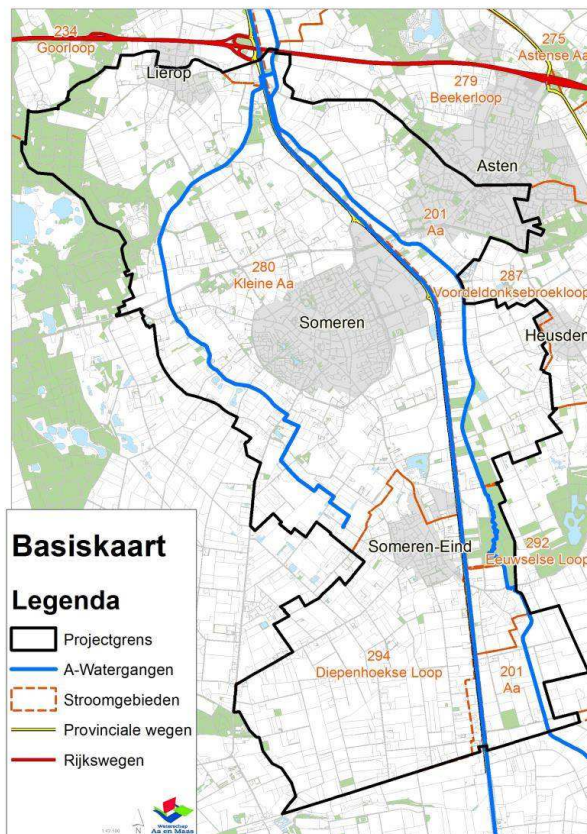 234
Goorloop
275
Astense Aa
Lierop
279
Beekerloop
Asten
201
Aa
280
Kleine Aa
287
Voordeldonksebroekloop
Someren
Heusden
Someren-Eind
292
Eeuwselse Loop
294
Diepenhoekse Loop
201
Aa
Basiskaart
Legenda
Projectgrens
A-Watergangen
Stroomgebieden
Provinciale wegen
Rijkswegen
N
Waterschap
Aa en Maas